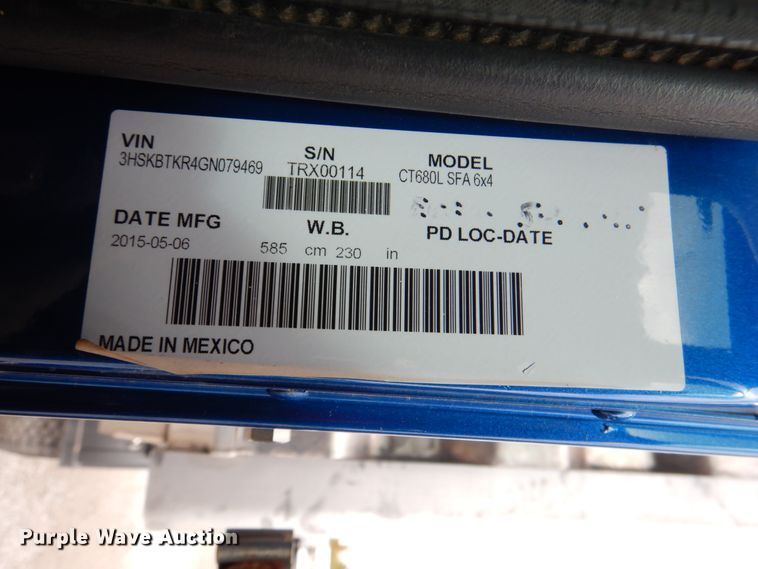 VIN S/N MODEL
3HSKBTKR4GN079469 TRX00114 CT680L SFA 6x4
DATE MFG W.B. PD LOC-DATE
2015-05-06 585 cm 230 in
MADE IN MEXICO
Purple Wave Auction